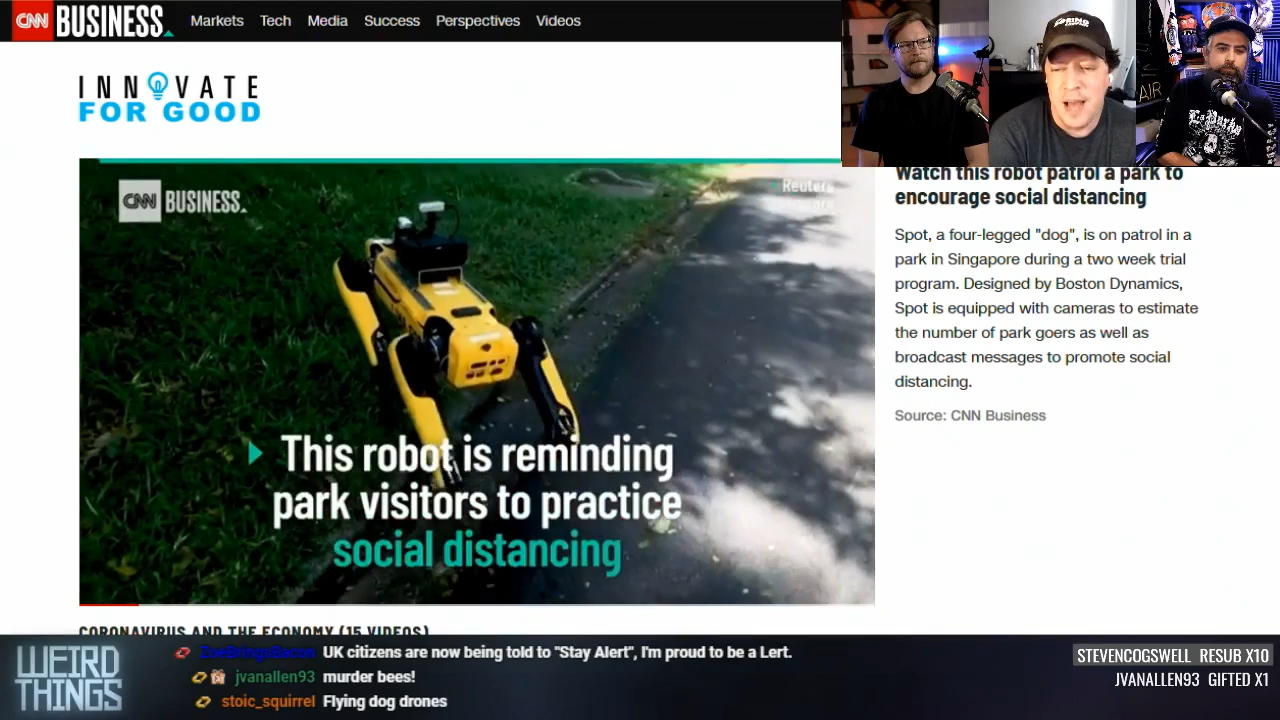 CNN BUSINESS
Markets Tech Media Success Perspectives Videos
INNOVATE
FOR GOOD
CNN BUSINESS
Reuters
AIR
Watch this robot patrol a park to
encourage social distancing
Spot, a four-legged "dog", is on patrol in a
park in Singapore during a two week trial
program. Designed by Boston Dynamics,
Spot is equipped with cameras to estimate
the number of park goers as well as
broadcast messages to promote social
distancing.
Source: CNN Business
This robot is reminding
park visitors to practice
social distancing
CORONAVIRUS AND THE ECONOMY (15 VIDEOS)
WEIRD
THINGS
UK citizens are now being told to "Stay Alert", I'm proud to be a Lert.
jvanallen93 murder bees!
stoic_squirrel Flying dog drones
STEVENCOGSWELL RESUB X10
JVANALLEN93 GIFTED X1